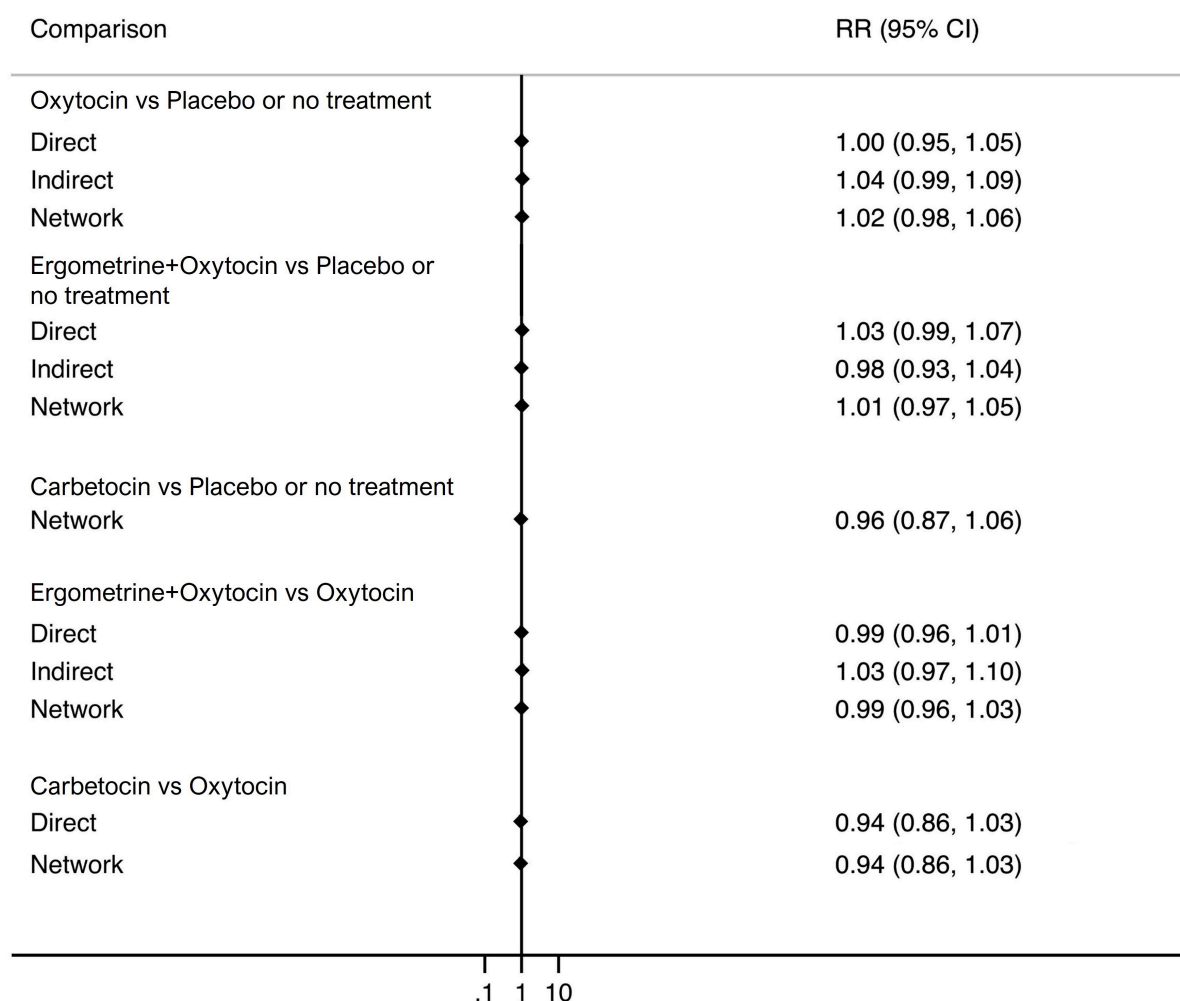 Comparison RR (95% CI)
Oxytocin vs Placebo or no treatment
Direct 1.00 (0.95, 1.05)
Indirect 1.04 (0.99, 1.09)
Network 1.02 (0.98, 1.06)
Ergometrine+Oxytocin vs Placebo or
no treatment
Direct 1.03 (0.99, 1.07)
Indirect 0.98 (0.93, 1.04)
Network 1.01 (0.97, 1.05)
Carbetocin vs Placebo or no treatment
Network 0.96 (0.87, 1.06)
Ergometrine+Oxytocin vs Oxytocin
Direct 0.99 (0.96, 1.01)
Indirect 1.03 (0.97, 1.10)
Network 0.99 (0.96, 1.03)
Carbetocin vs Oxytocin
Direct 0.94 (0.86, 1.03)
Network 0.94 (0.86, 1.03)
.1 1 10